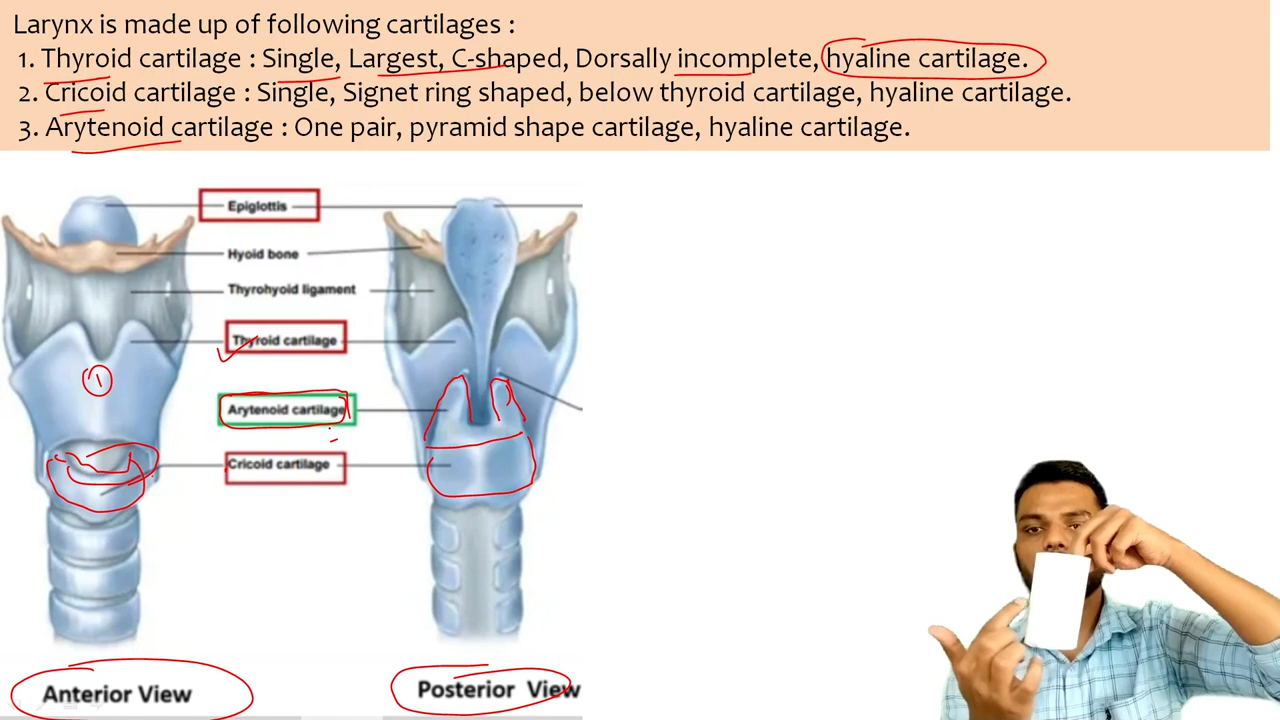 Larynx is made up of following cartilages :
1. Thyroid cartilage : Single, Largest, C-shaped, Dorsally incomplete, hyaline cartilage.
2. Cricoid cartilage : Single, Signet ring shaped, below thyroid cartilage, hyaline cartilage.
3. Arytenoid cartilage : One pair, pyramid shape cartilage, hyaline cartilage.
Epiglottis
Hyoid bone
Thyrohyoid ligament
Thyroid cartilage
1
Arytenoid cartilage
Cricoid cartilage
Anterior View
Posterior View